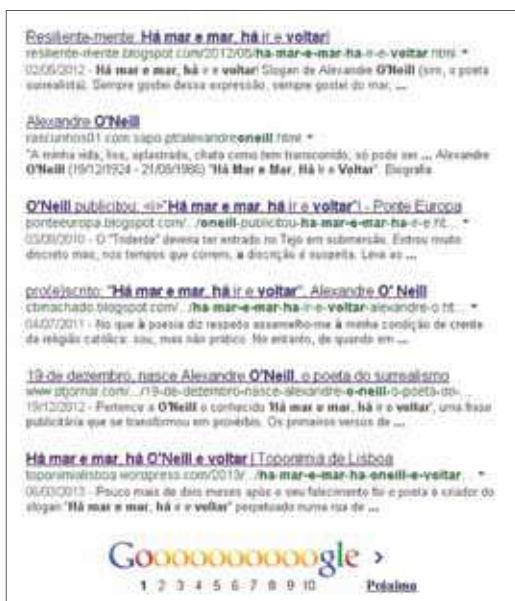 Resiliente-mente: Há mar e mar, há ir e voltar!
resiliente-mente.blogspot.com/2012/05/ha-mar-e-mar-ha-ir-e-voltar.html
02/05/2012 - Há mar e mar, há ir e voltar! Slogan de Alexandre O'Neill (sim, o poeta
surrealista). Sempre gostei dessa expressão, sempre gostei do mar, ...
Alexandre O'Neill
rascunhos01.com.sapo.pt/alexandreoneill.html
"A minha vida, lisa, aplastrada, chata como tem transcorrido, só pode ser ... Alexandre
O'Neill (19/12/1924 - 21/08/1986) "Há Mar e Mar, Há Ir e Voltar". Biografia
O'Neill publicitou, <i>"Há mar e mar, há ir e voltar"! - Ponte Europa
ponteeuropa.blogspot.com/.../oneill-publicitou-ha-mar-e-mar-ha-ir-e.ht...
03/08/2010 - O "Tridente" deveria ter entrado no Tejo em submersão. Entrou muito
discreto mas, nos tempos que correm, a discrição é suspeita. Leva ao ...
pro(e)scrito: "Há mar e mar, há ir e voltar", Alexandre O' Neill
cbmachado.blogspot.com/.../ha-mar-e-mar-ha-ir-e-voltar-alexandre-o.ht...
04/07/2011 - No que à poesia diz respeito assemelho-me à minha condição de crente
da religião católica: sou, mas não prático. No entanto, de quando em ...
19 de dezembro, nasce Alexandre O'Neill, o poeta do surrealismo
www.ptjornal.com/.../19-de-dezembro-nasce-alexandre-o-neill-o-poeta-do-...
19/12/2012 - Pertence a O'Neill o conhecido 'Há mar e mar, há ir e voltar', uma frase
publicitária que se transformou em provérbio. Os primeiros versos de ...
Há mar e mar, há O'Neill e voltar | Toponímia de Lisboa
toponimialisboa.wordpress.com/2013/.../ha-mar-e-mar-ha-oneill-e-voltar...
06/03/2013 - Pouco mais de dois meses após o seu falecimento foi o poeta e criador do
slogan "Há mar e mar, há ir e voltar" perpetuado numa rua de ...
Goooooooooogle >
1 2 3 4 5 6 7 8 9 10 Próximo